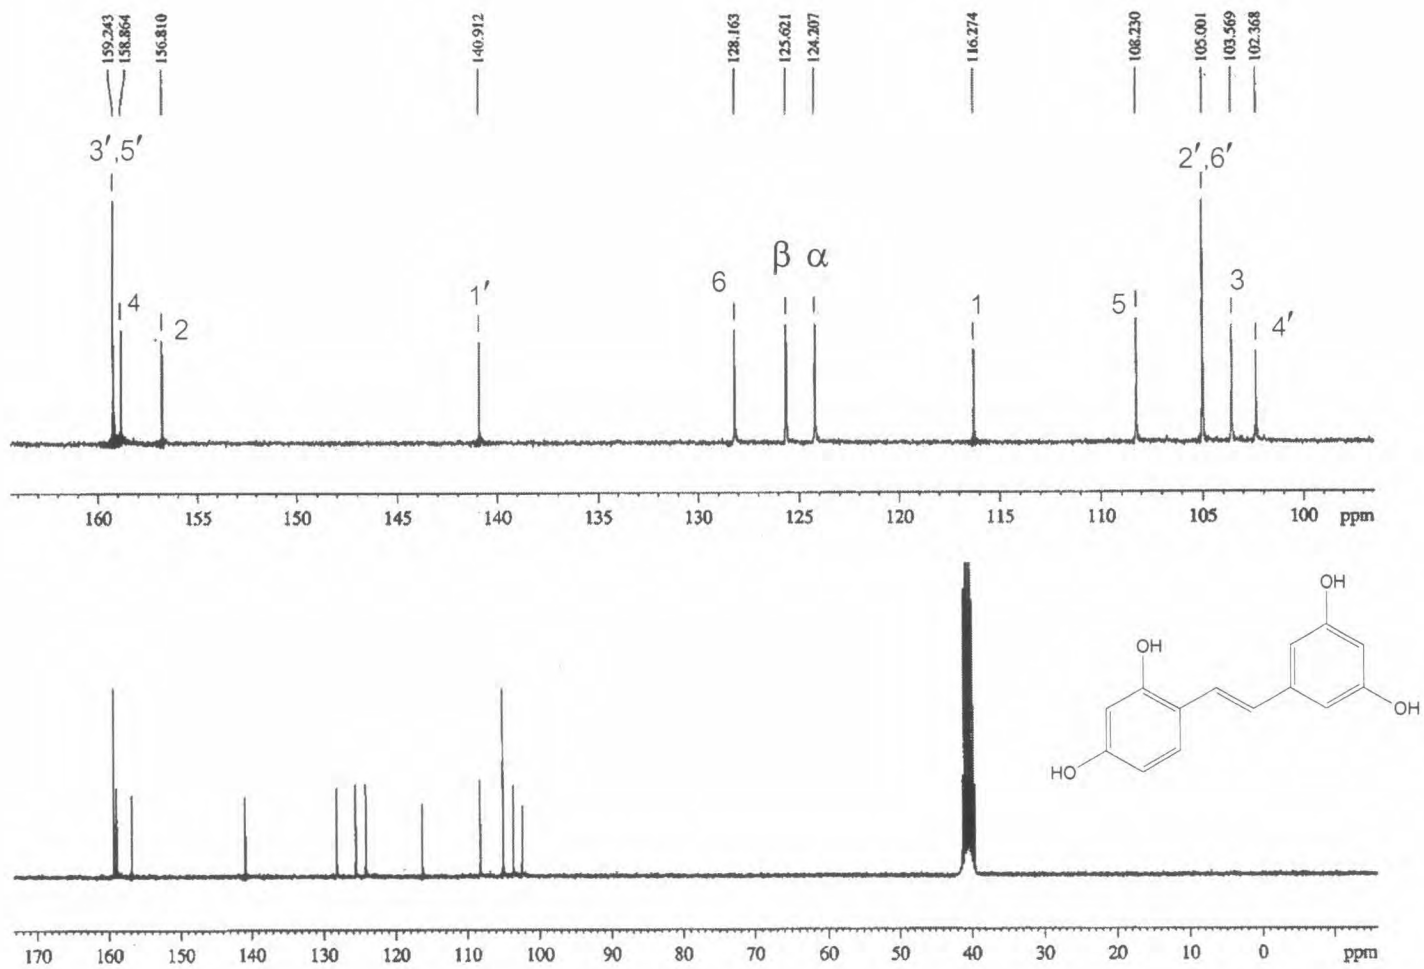 159.243 158.864 156.810 140.912 128.163 125.621 124.207 116.274 108.230 105.001 103.569 102.368
3′,5′ 2′,6′
β α
4 2 1′ 6 1 5 3 4′
160 155 150 145 140 135 130 125 120 115 110 105 100 ppm
OH
OH
OH
HO
170 160 150 140 130 120 110 100 90 80 70 60 50 40 30 20 10 0 ppm